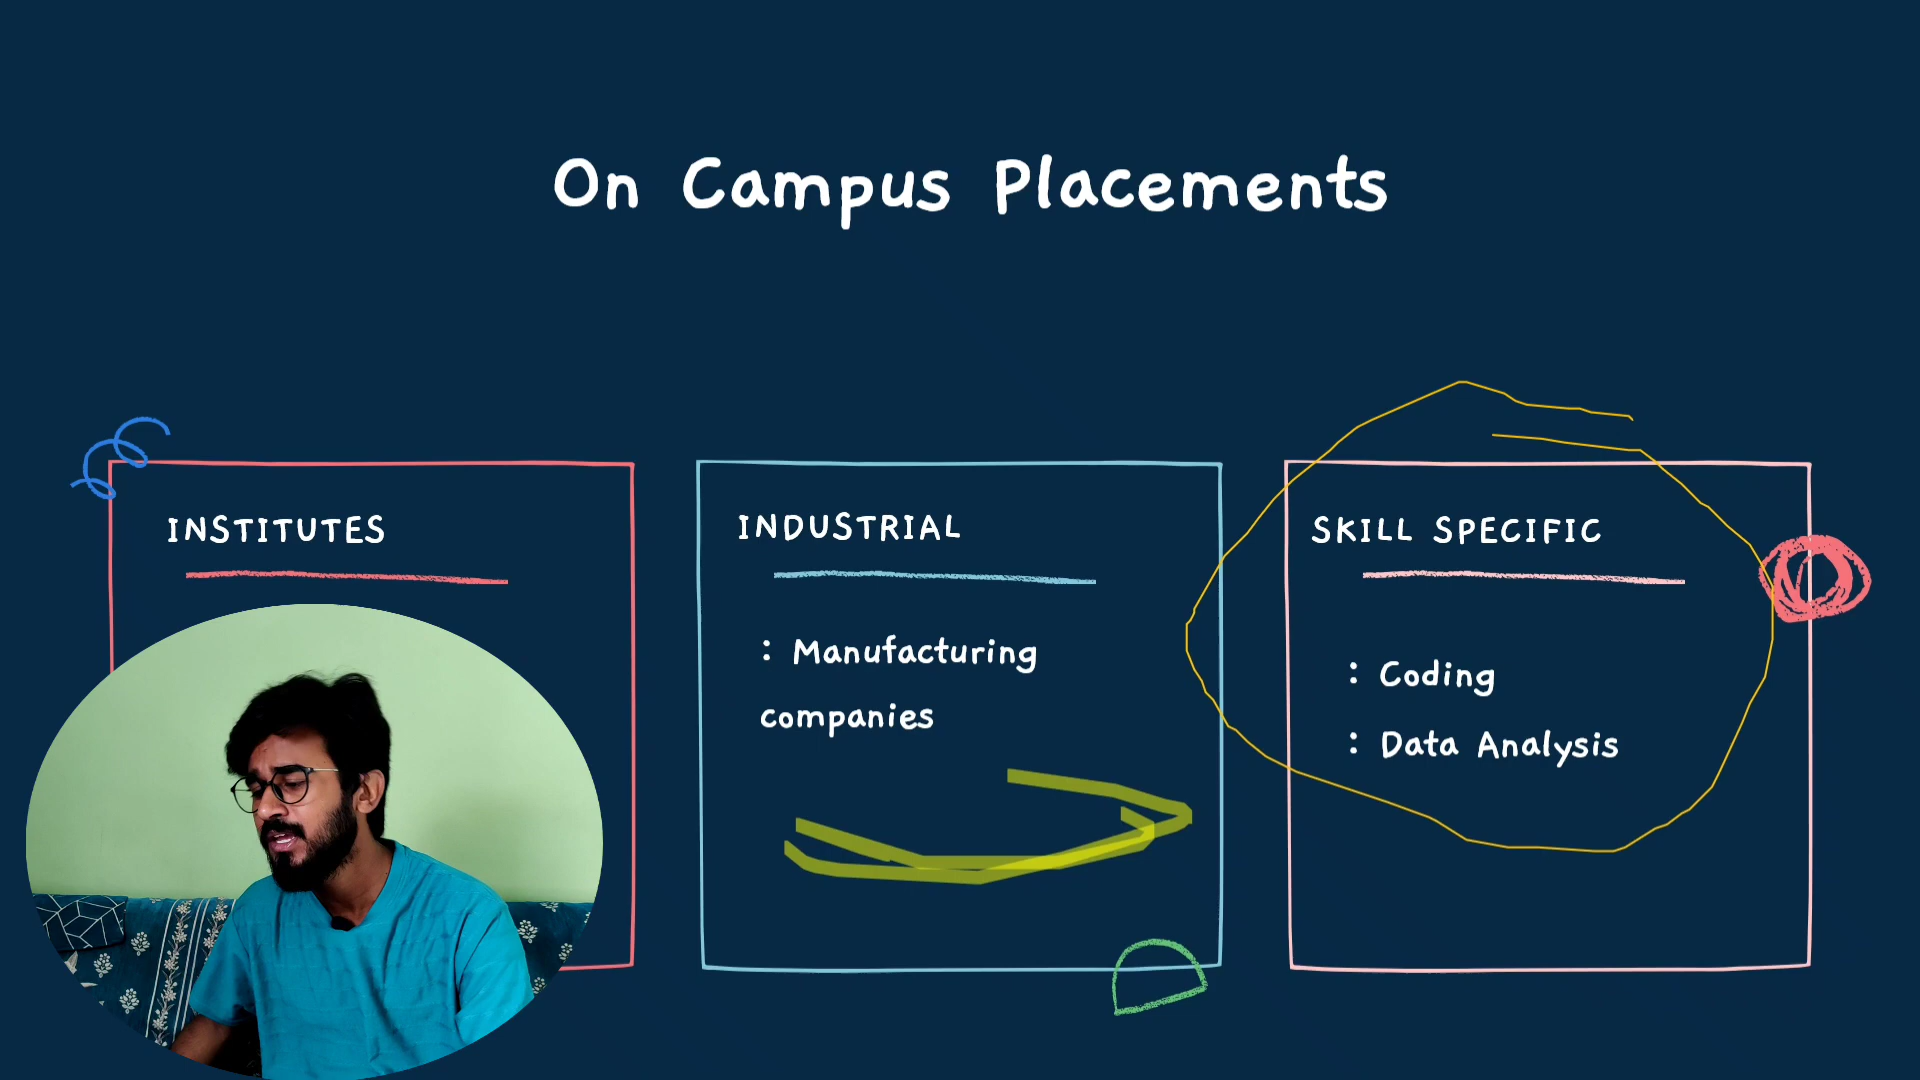 On Campus Placements
INSTITUTES
INDUSTRIAL
: Manufacturing
companies
SKILL SPECIFIC
: Coding
: Data Analysis